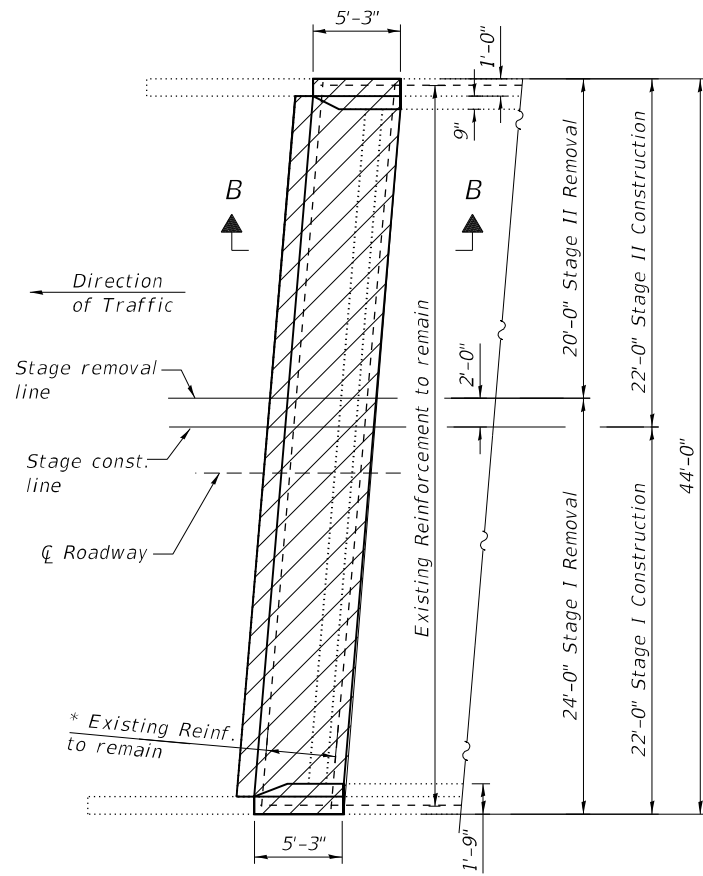 5'-3"
1'-0"
9"
B
B
Direction
of Traffic
20'-0" Stage II Removal
22'-0" Stage II Construction
Stage removal
line
2'-0"
Existing Reinforcement to remain
Stage const.
line
44'-0"
℄ Roadway
24'-0" Stage I Removal
22'-0" Stage I Construction
* Existing Reinf.
to remain
5'-3"
1'-9"